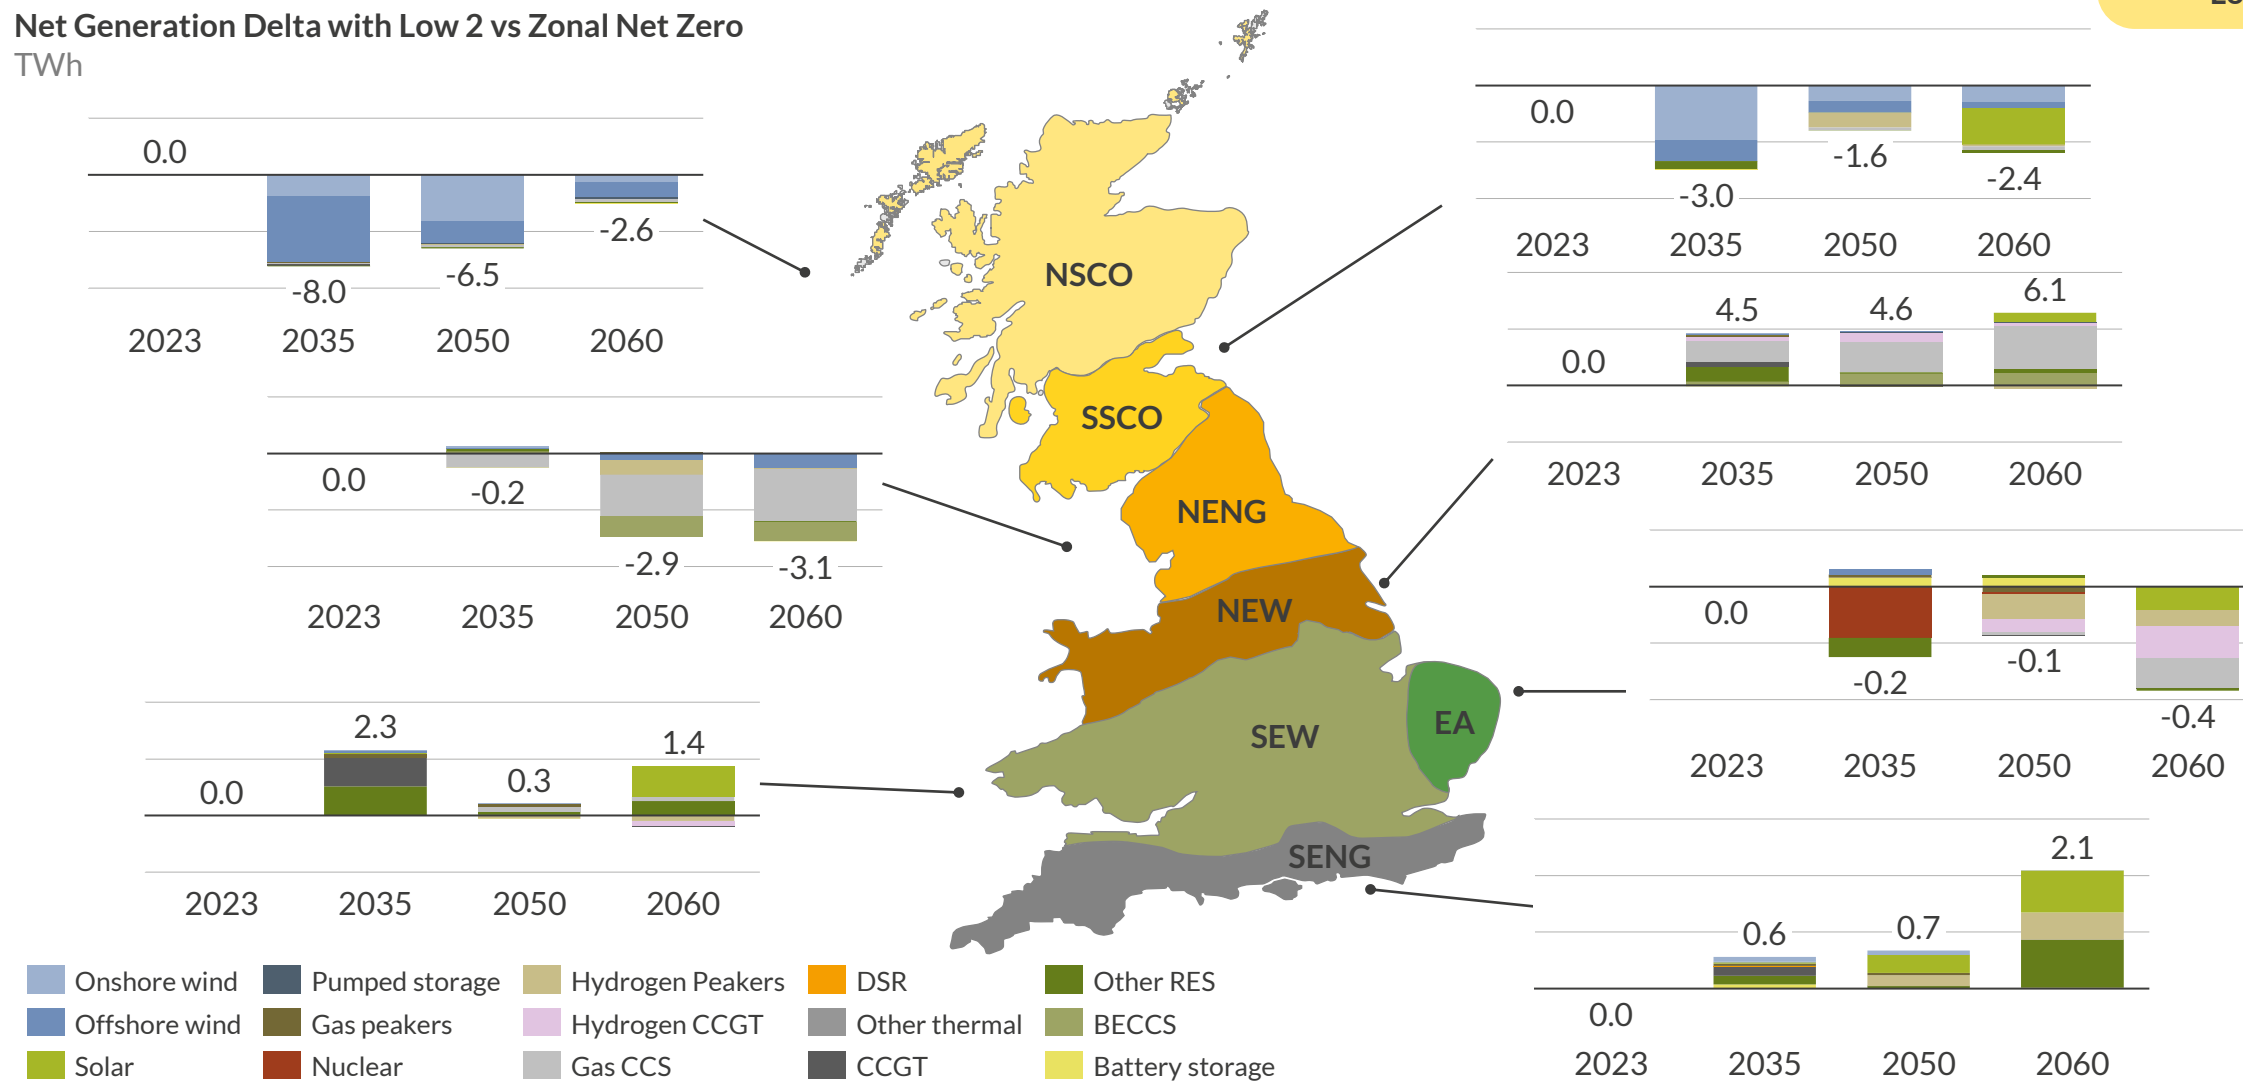 Net Generation Delta with Low 2 vs Zonal Net Zero
TWh
0.0
-8.0
-6.5
-2.6
2023 2035 2050 2060
0.0
-3.0
-1.6
-2.4
2023 2035 2050 2060
0.0
4.5
4.6
6.1
2023 2035 2050 2060
0.0
-0.2
-2.9
-3.1
2023 2035 2050 2060
0.0
-0.2
-0.1
-0.4
2023 2035 2050 2060
0.0
2.3
0.3
1.4
2023 2035 2050 2060
0.0
0.6
0.7
2.1
2023 2035 2050 2060
NSCO
SSCO
NENG
NEW
SEW
EA
SENG
Onshore wind Pumped storage Hydrogen Peakers DSR Other RES
Offshore wind Gas peakers Hydrogen CCGT Other thermal BECCS
Solar Nuclear Gas CCS CCGT Battery storage